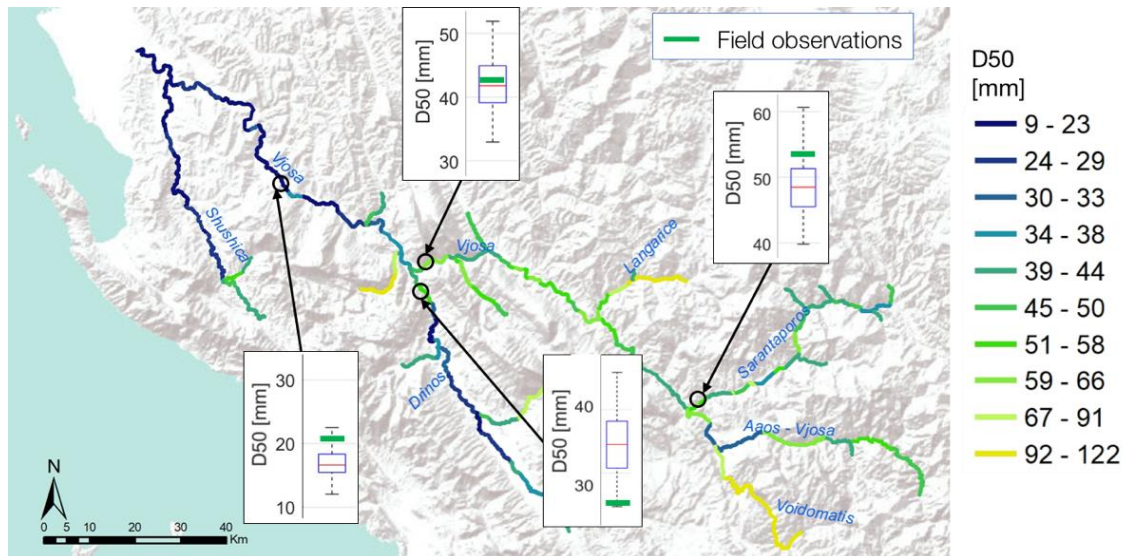 Field observations
D50
[mm]
9 - 23
24 - 29
30 - 33
34 - 38
39 - 44
45 - 50
51 - 58
59 - 66
67 - 91
92 - 122
D50 [mm]
50
40
30
D50 [mm]
60
50
40
Vjosa
Shushica
Vjosa
Langarice
Sarantaporos
Drinos
Aaos - Vjosa
Voidomatis
D50 [mm]
30
20
10
D50 [mm]
40
30
N
0 5 10 20 30 40
Km